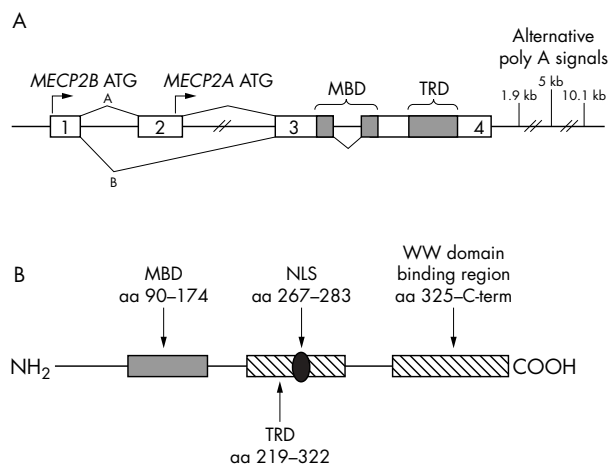 A
Alternative
poly A signals
MECP2B ATG
MECP2A ATG
MBD
TRD
5 kb
1.9 kb
10.1 kb
A
1
2
3
4
B
B
MBD
aa 90–174
NLS
aa 267–283
WW domain
binding region
aa 325–C-term
NH2
COOH
TRD
aa 219–322